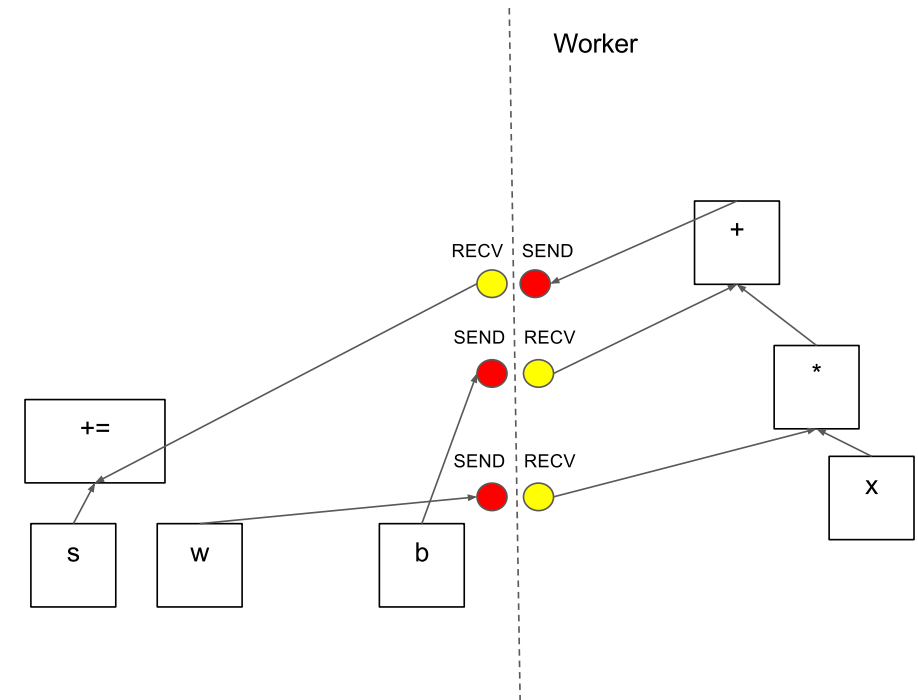 Worker
+
RECV SEND
SEND RECV
*
+=
SEND RECV
x
s w b